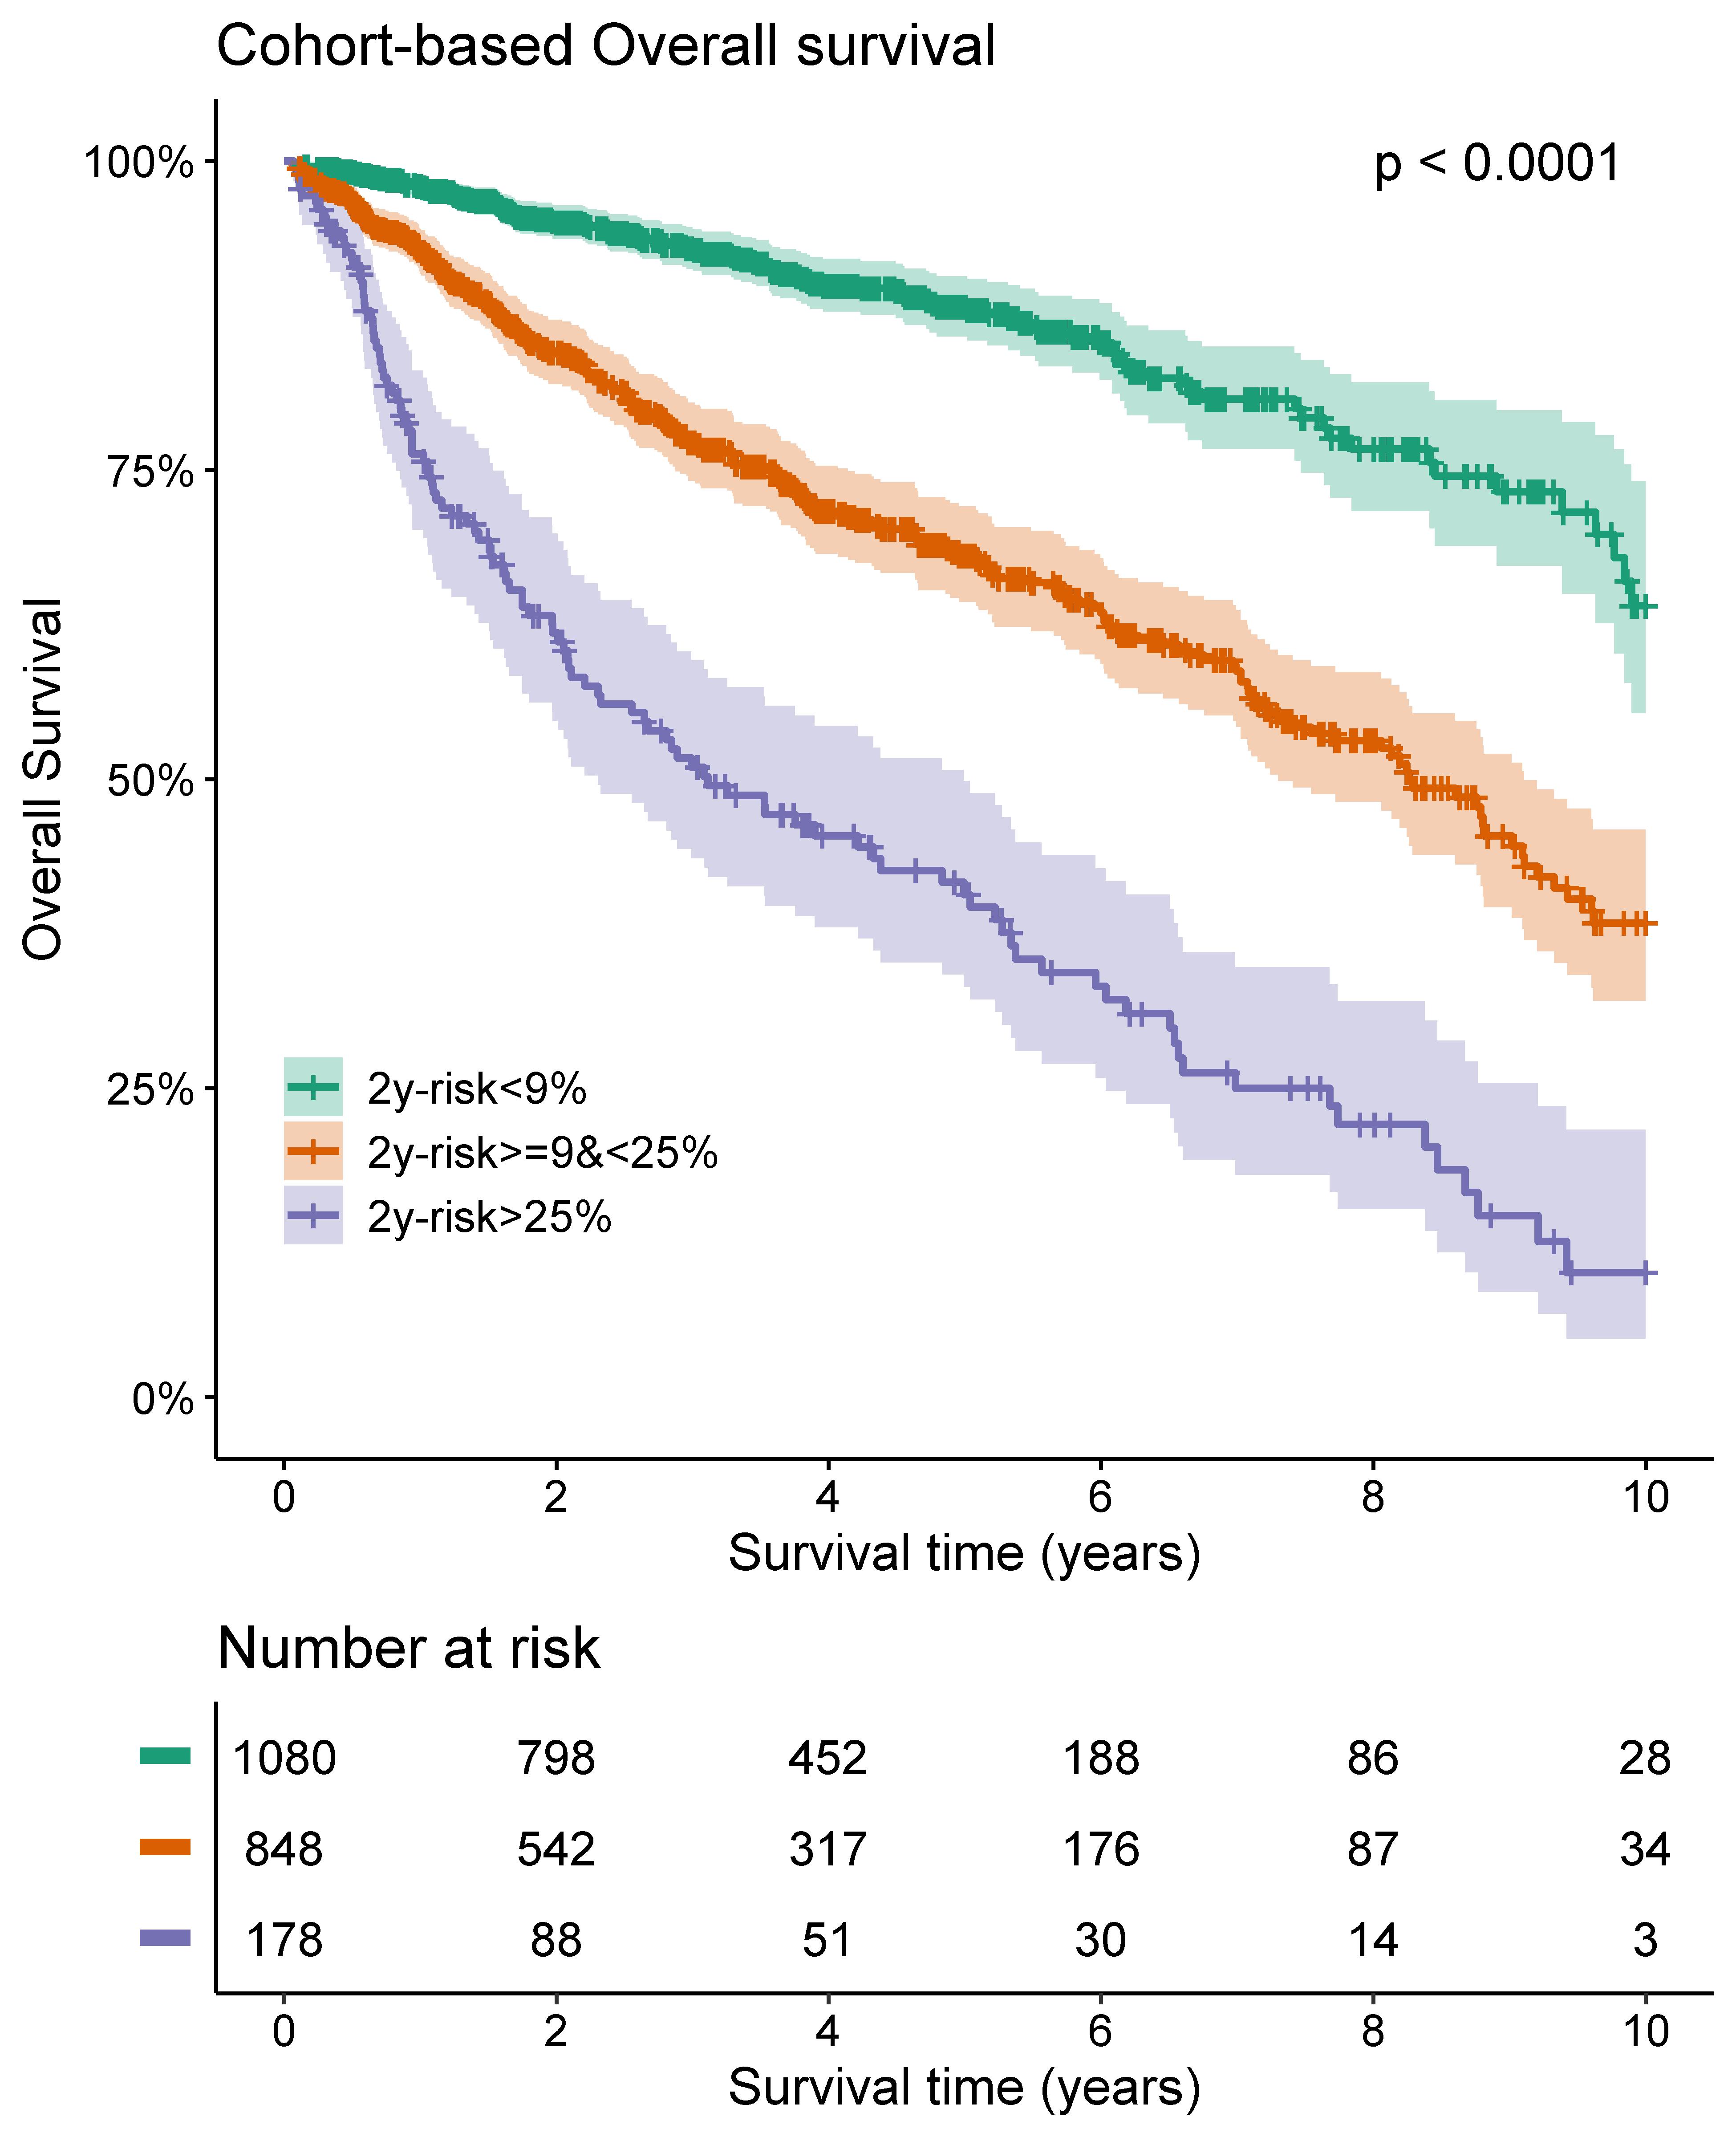 Cohort-based Overall survival
p < 0.0001
100%
75%
50%
25%
0%
Overall Survival
2y-risk<9%
2y-risk>=9&<25%
2y-risk>25%
0 2 4 6 8 10
Survival time (years)
Number at risk
1080 798 452 188 86 28
848 542 317 176 87 34
178 88 51 30 14 3
0 2 4 6 8 10
Survival time (years)